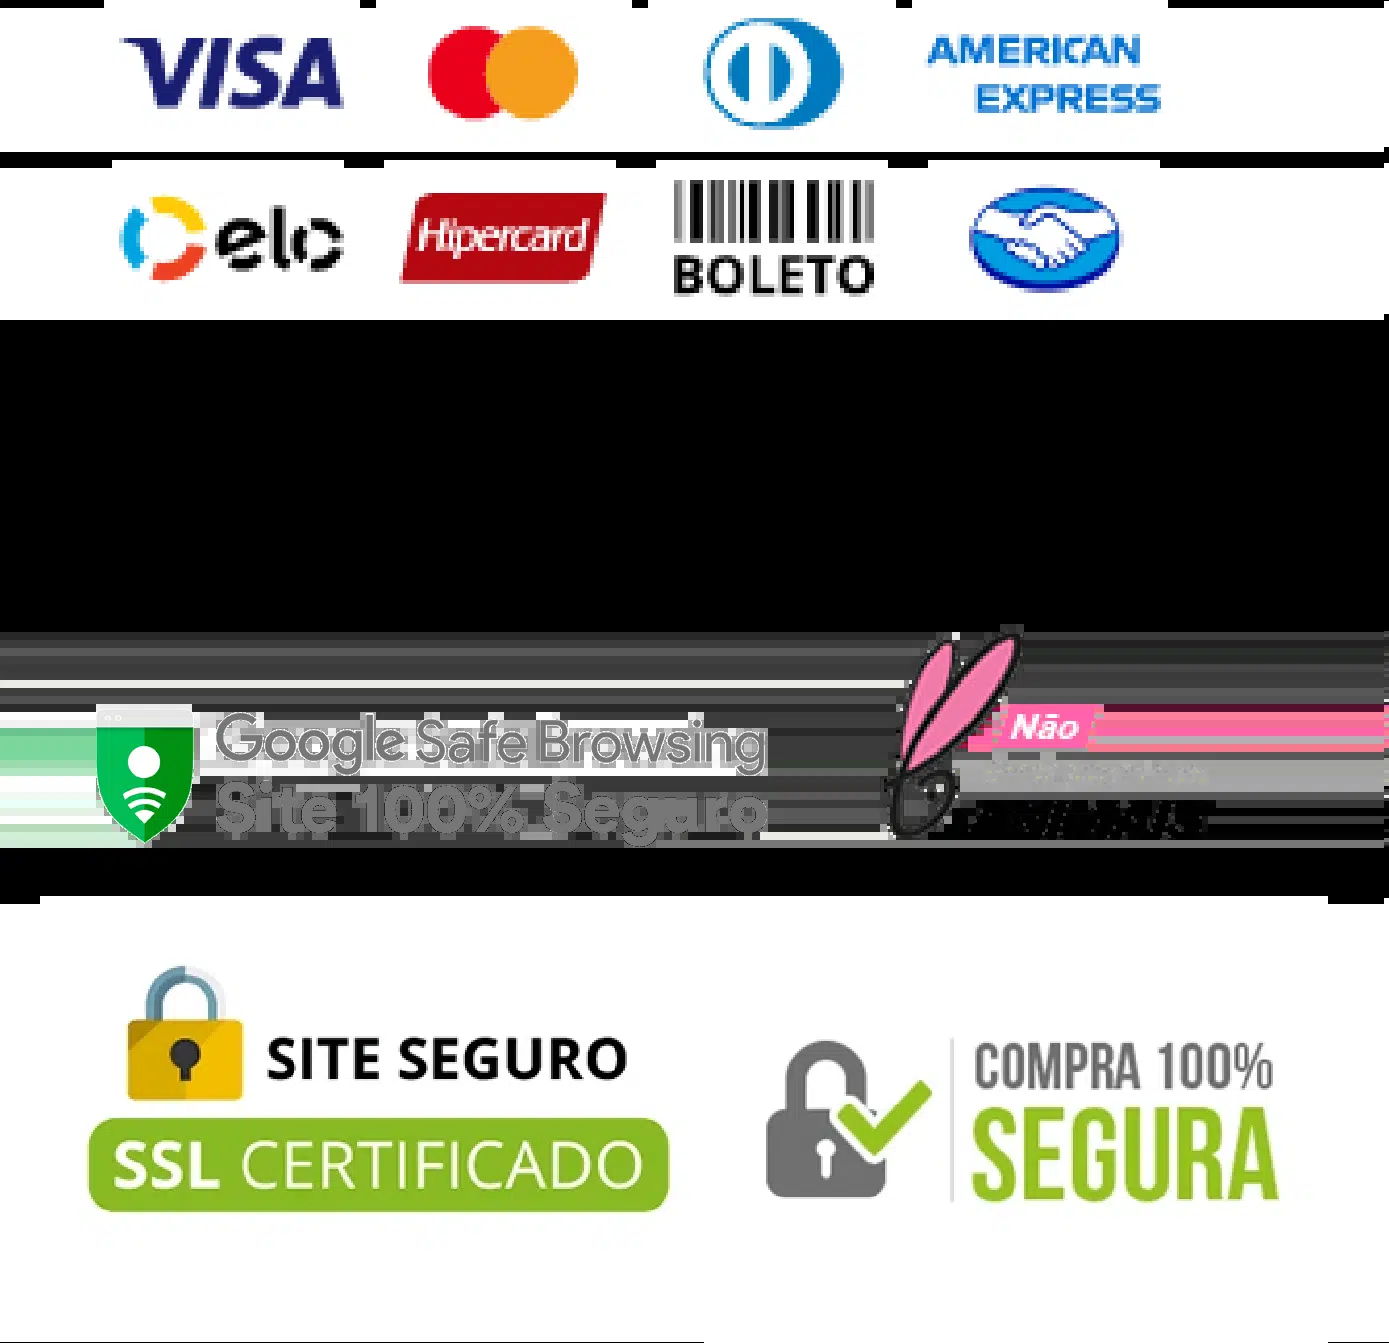 VISA
AMERICAN
EXPRESS
elo
Hipercard
BOLETO
Google Safe Browsing
Site 100% Seguro
Não
SITE SEGURO
SSL CERTIFICADO
COMPRA 100%
SEGURA